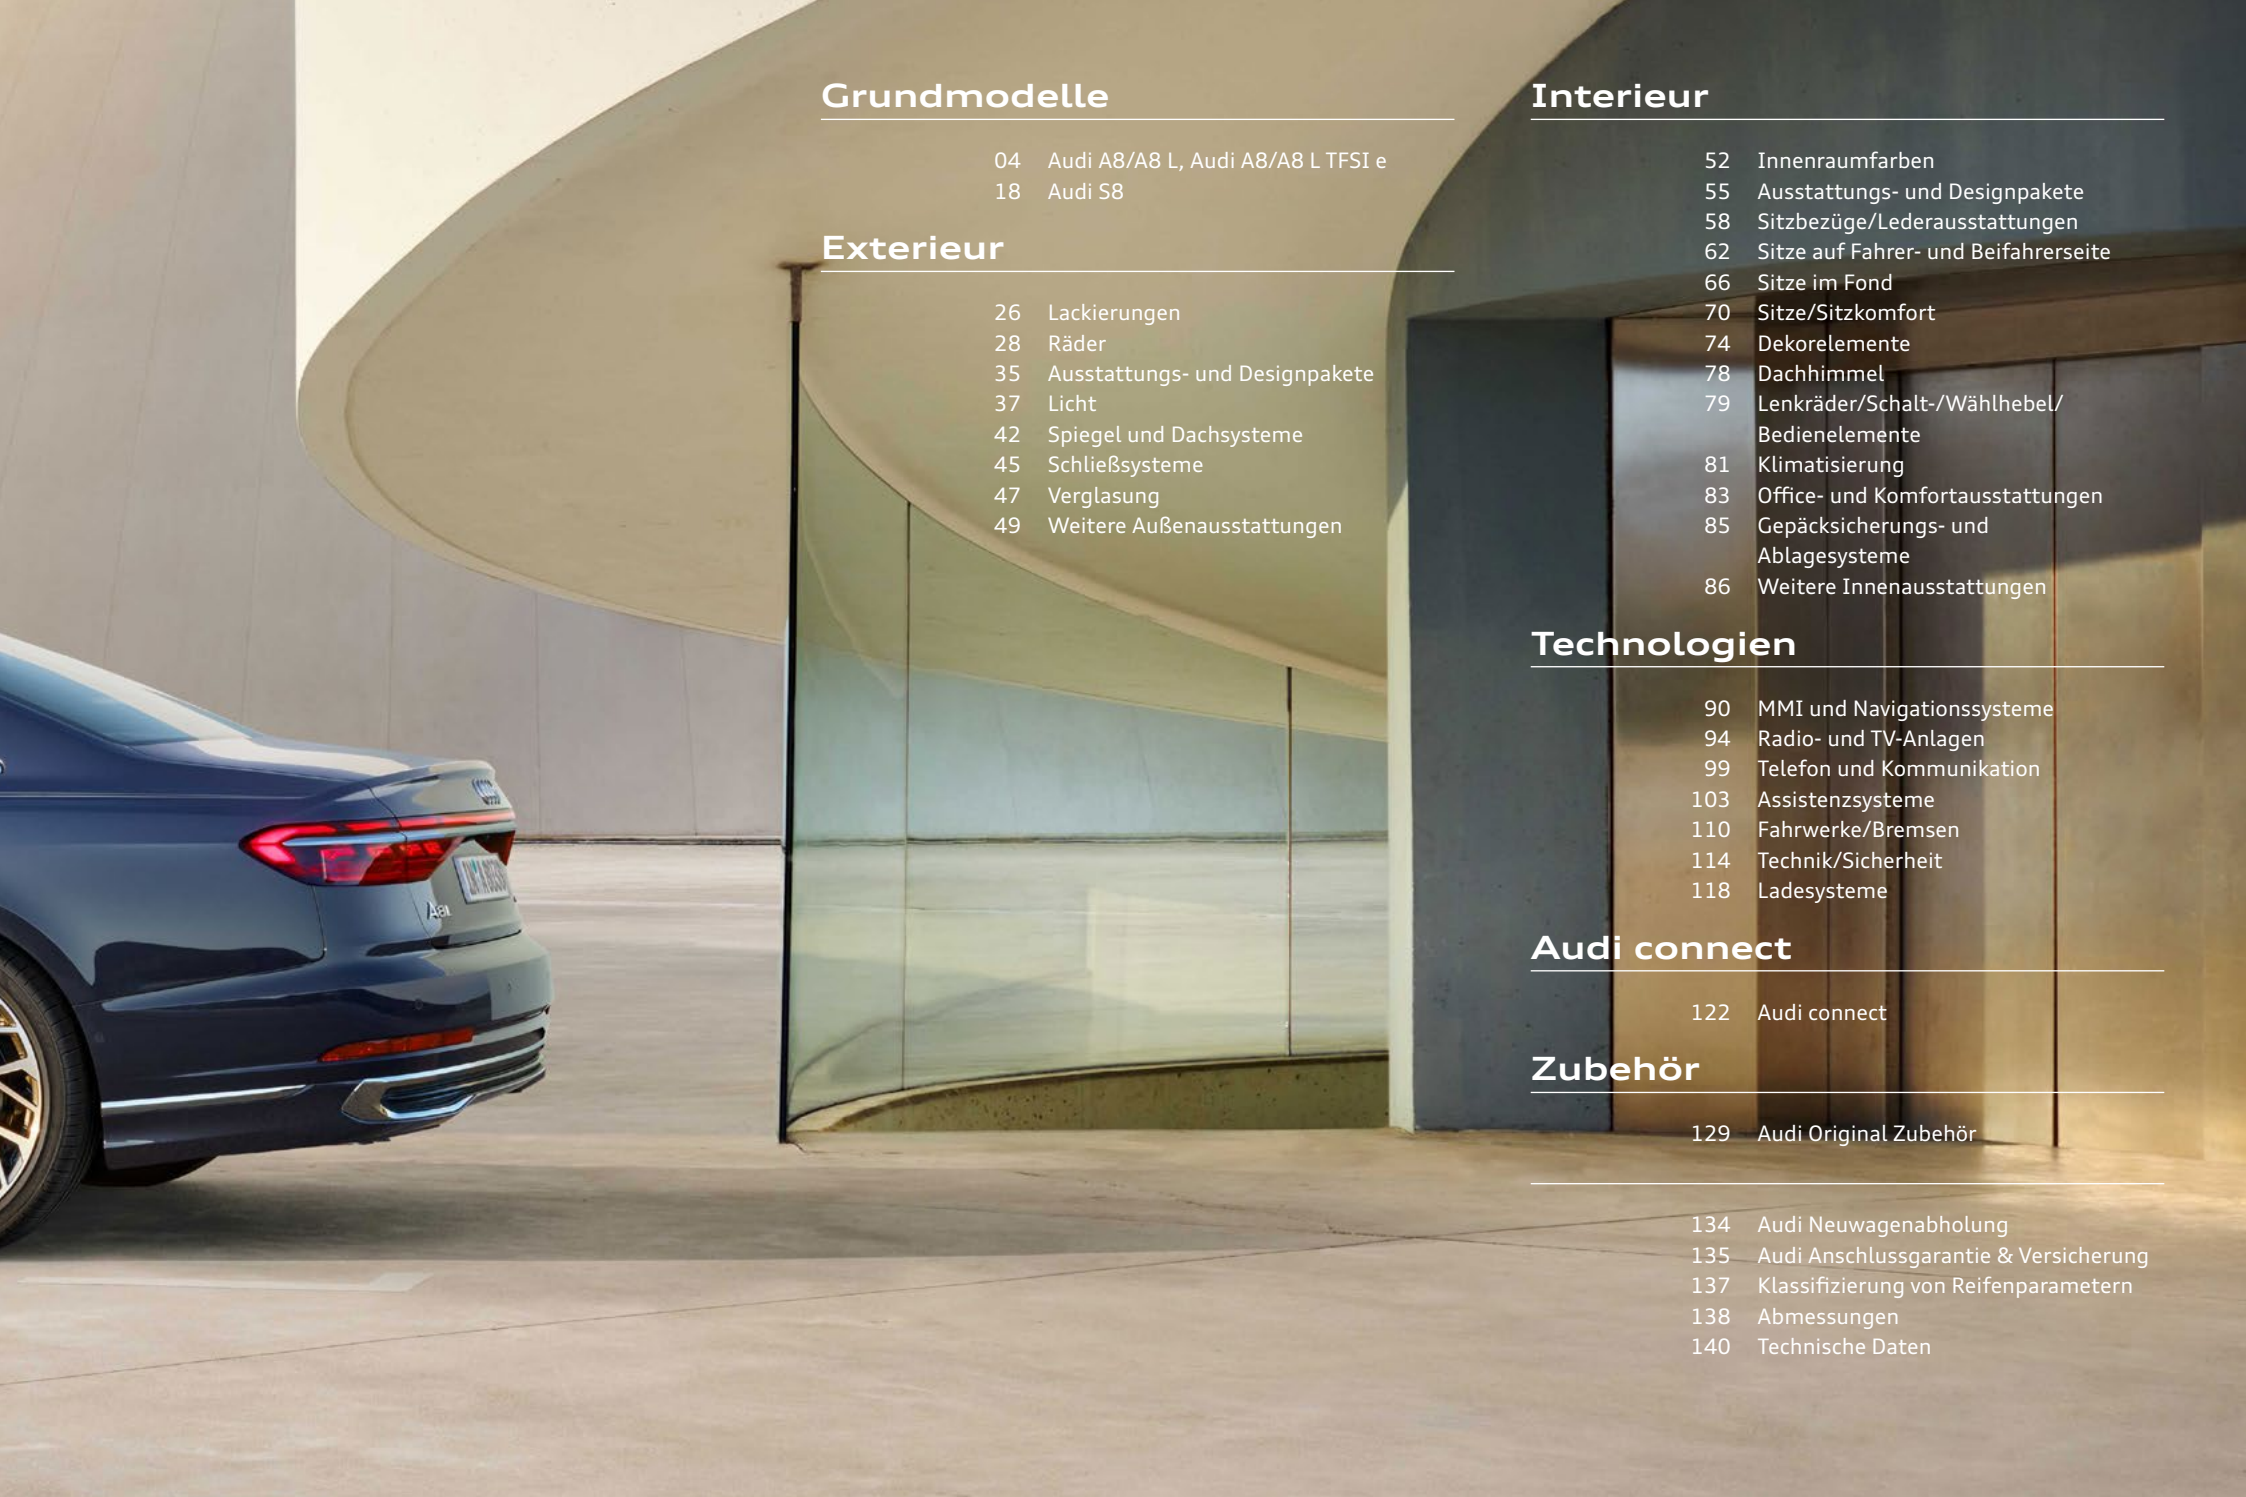 Grundmodelle
04 Audi A8/A8 L, Audi A8/A8 L TFSI e
18 Audi S8
Exterieur
26 Lackierungen
28 Räder
35 Ausstattungs- und Designpakete
37 Licht
42 Spiegel und Dachsysteme
45 Schließsysteme
47 Verglasung
49 Weitere Außenausstattungen
Interieur
52 Innenraumfarben
55 Ausstattungs- und Designpakete
58 Sitzbezüge/Lederausstattungen
62 Sitze auf Fahrer- und Beifahrerseite
66 Sitze im Fond
70 Sitze/Sitzkomfort
74 Dekorelemente
78 Dachhimmel
79 Lenkräder/Schalt-/Wählhebel/
Bedienelemente
81 Klimatisierung
83 Office- und Komfortausstattungen
85 Gepäcksicherungs- und
Ablagesysteme
86 Weitere Innenausstattungen
Technologien
90 MMI und Navigationssysteme
94 Radio- und TV-Anlagen
99 Telefon und Kommunikation
103 Assistenzsysteme
110 Fahrwerke/Bremsen
114 Technik/Sicherheit
118 Ladesysteme
Audi connect
122 Audi connect
Zubehör
129 Audi Original Zubehör
134 Audi Neuwagenabholung
135 Audi Anschlussgarantie & Versicherung
137 Klassifizierung von Reifenparametern
138 Abmessungen
140 Technische Daten